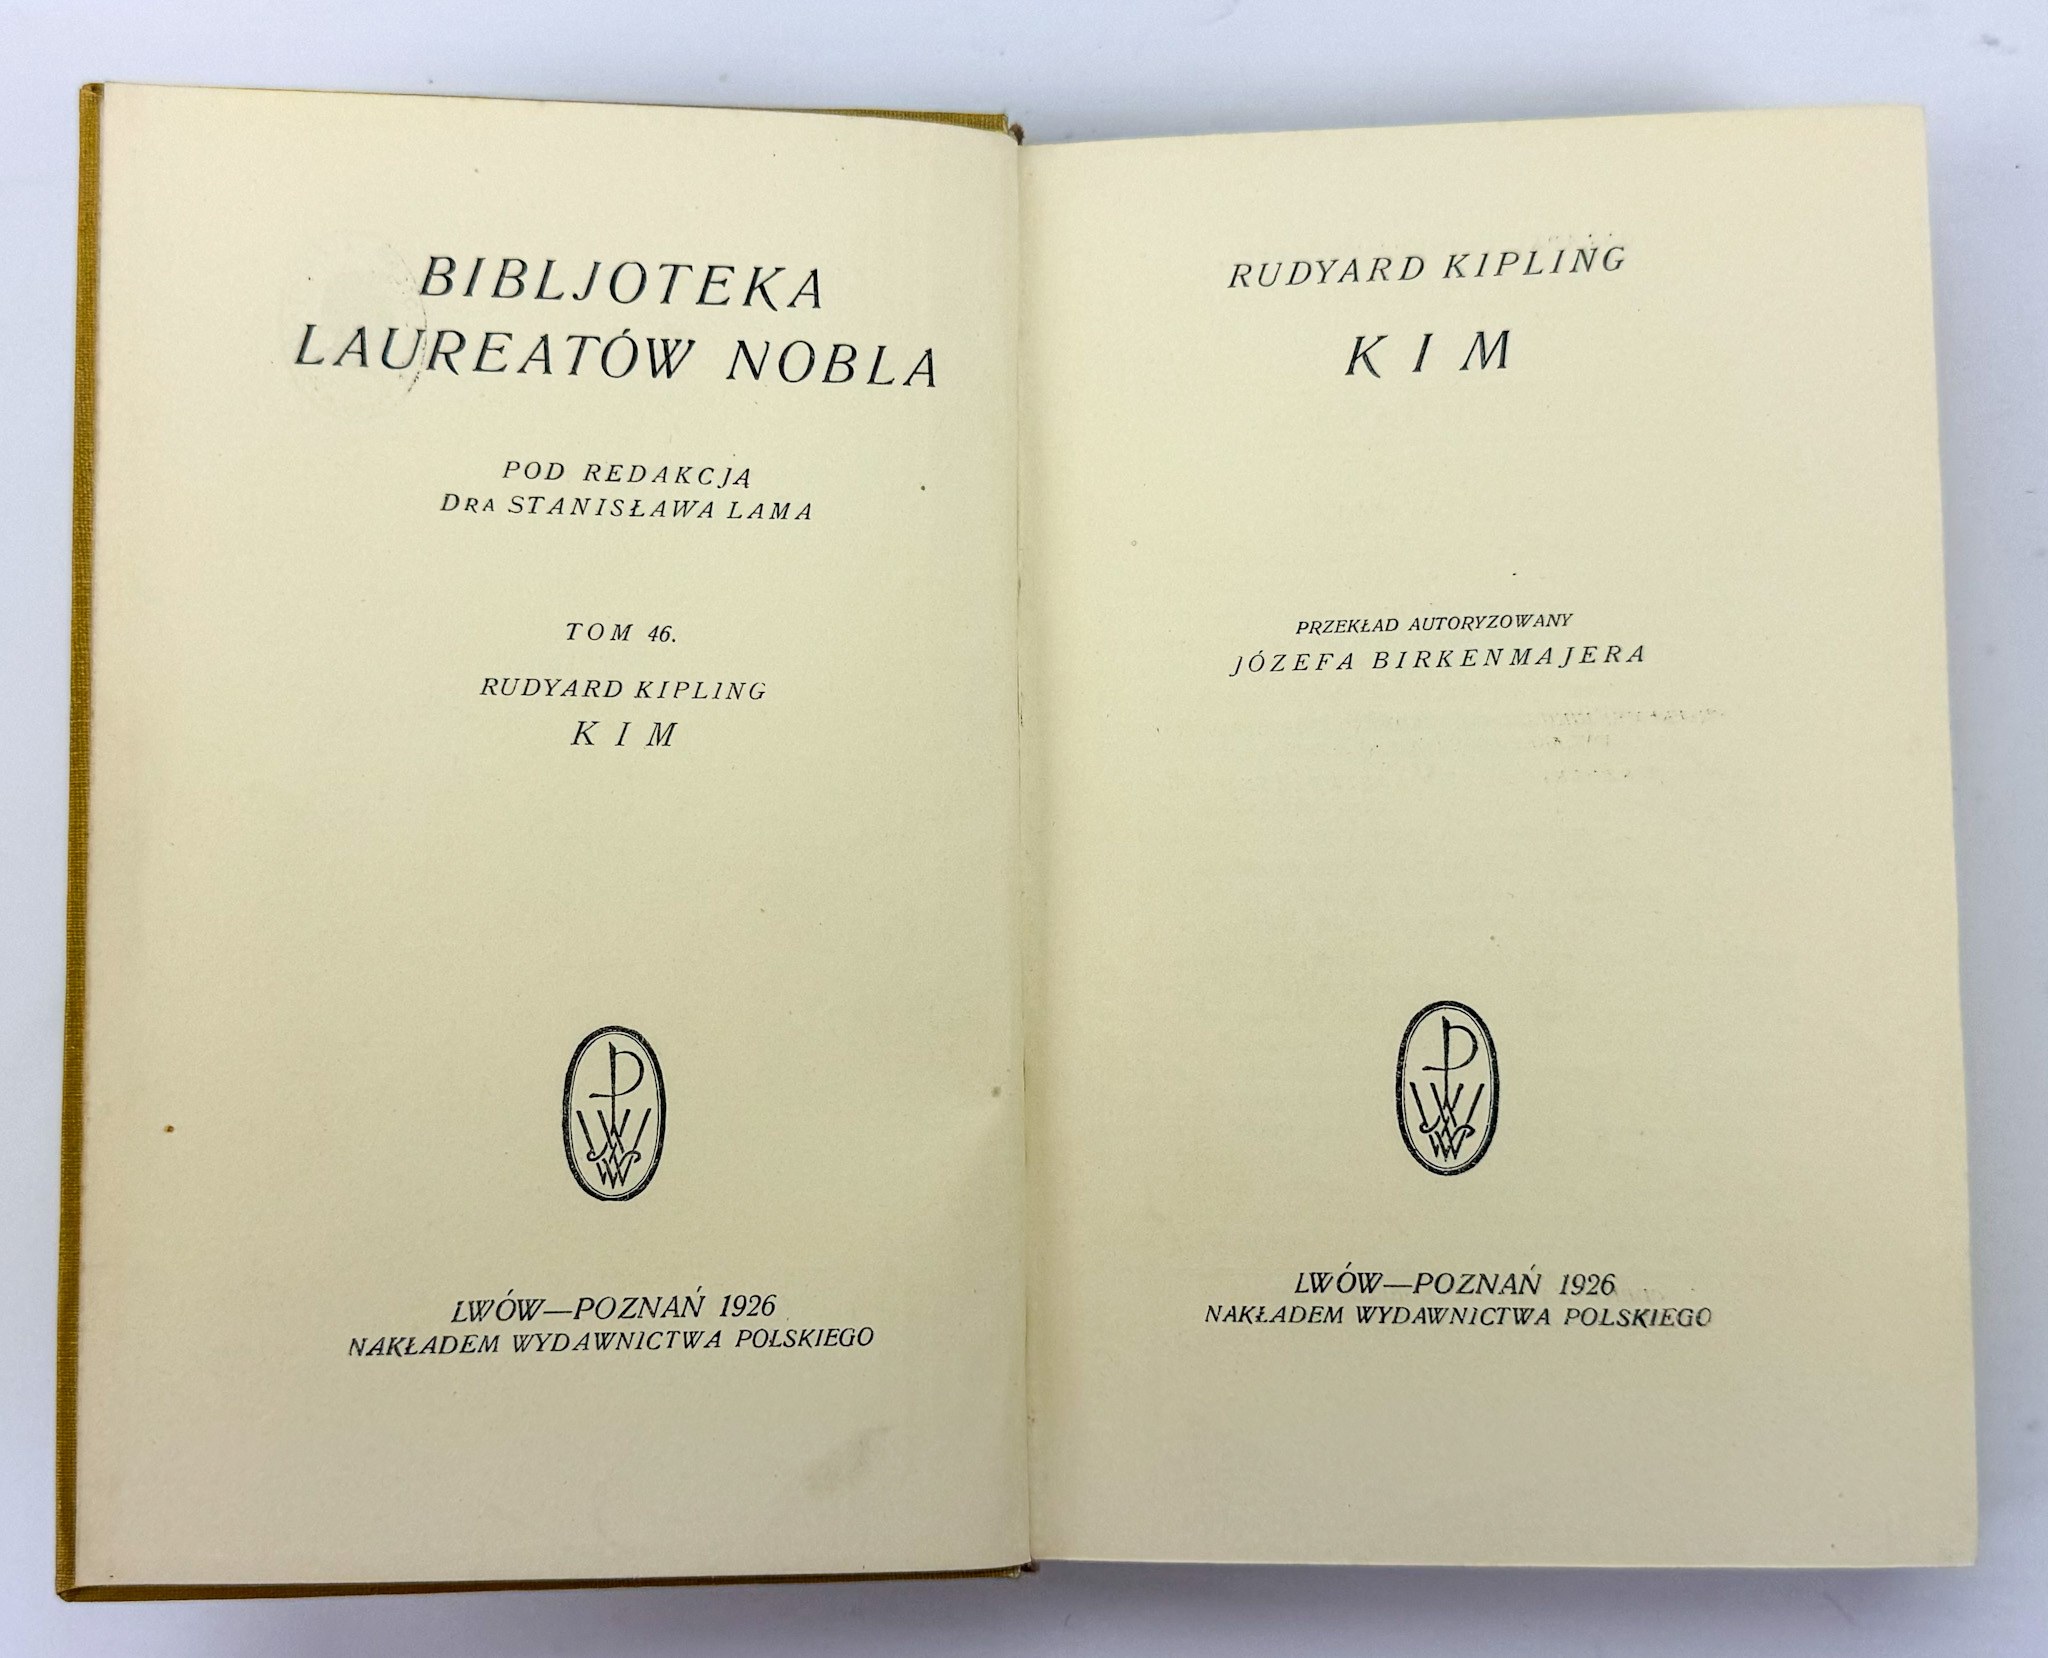 BIBLJOTEKA
LAUREATÓW NOBLA
POD REDAKCJĄ
DRA STANISŁAWA LAMA
TOM 46.
RUDYARD KIPLING
KIM
LWÓW—POZNAŃ 1926
NAKŁADEM WYDAWNICTWA POLSKIEGO
RUDYARD KIPLING
KIM
PRZEKŁAD AUTORYZOWANY
JÓZEFA BIRKENMAJERA
LWÓW—POZNAŃ 1926
NAKŁADEM WYDAWNICTWA POLSKIEGO